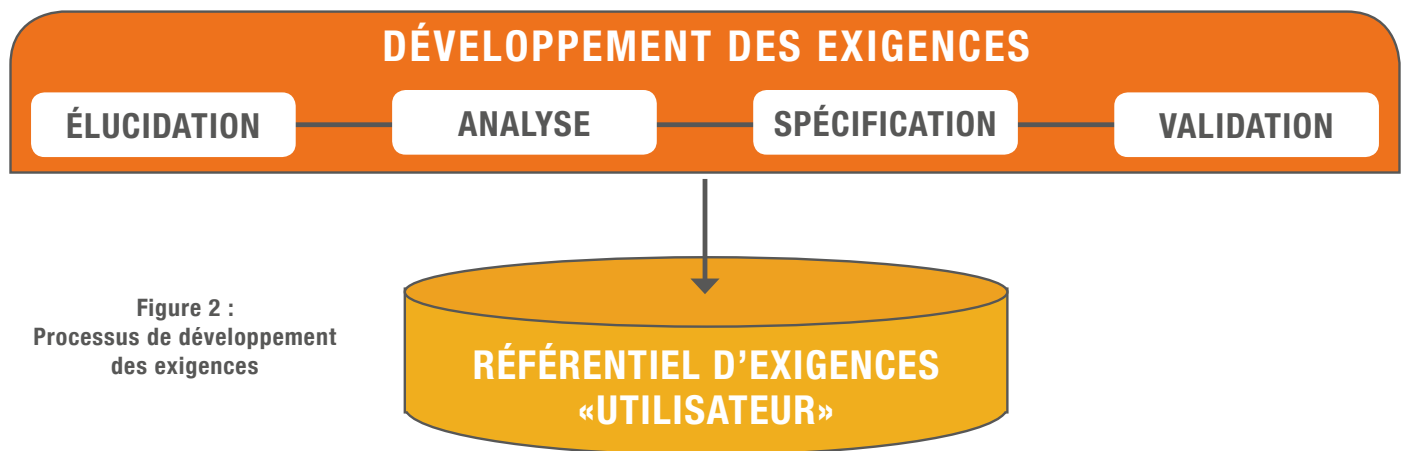 DÉVELOPPEMENT DES EXIGENCES
ÉLUCIDATION
ANALYSE
SPÉCIFICATION
VALIDATION
Figure 2 :
Processus de développement
des exigences
RÉFÉRENTIEL D'EXIGENCES
«UTILISATEUR»